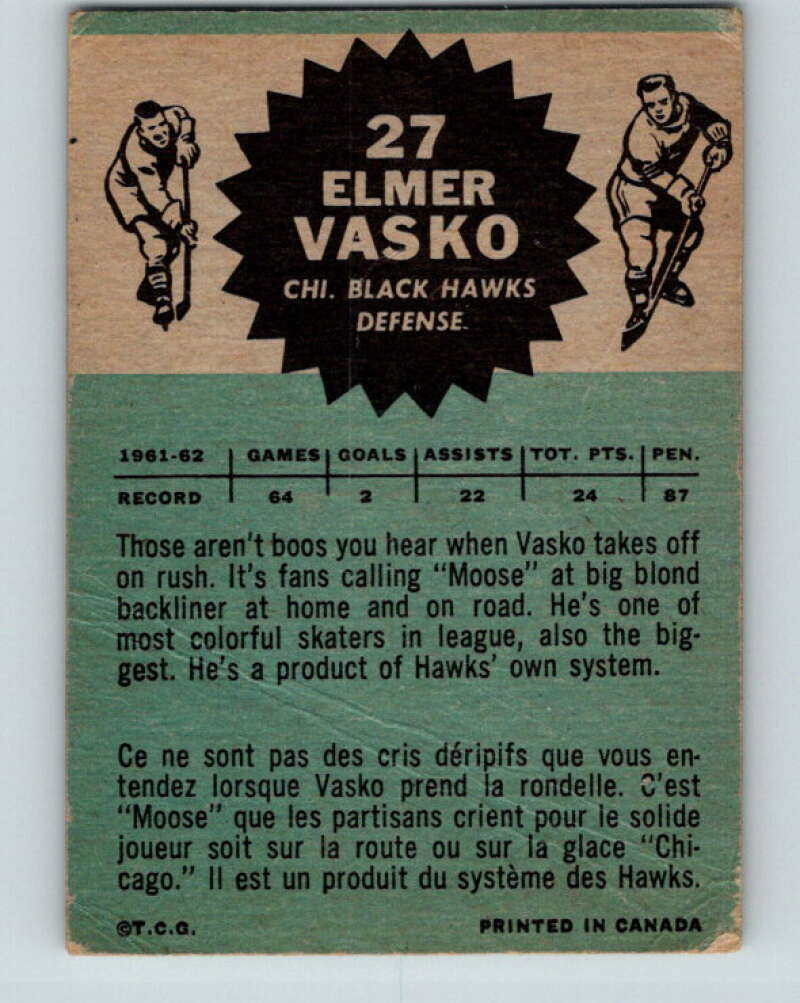 27
ELMER
VASKO
CHI. BLACK HAWKS
DEFENSE
1961-62 GAMES GOALS ASSISTS TOT. PTS. PEN.
RECORD 64 2 22 24 87
Those aren't boos you hear when Vasko takes off
on rush. It's fans calling "Moose" at big blond
backliner at home and on road. He's one of
most colorful skaters in league, also the big-
gest. He's a product of Hawks' own system.
Ce ne sont pas des cris déripifs que vous en-
tendez lorsque Vasko prend la rondelle. C'est
"Moose" que les partisans crient pour le solide
joueur soit sur la route ou sur la glace "Chi-
cago." Il est un produit du système des Hawks.
©T.C.G. PRINTED IN CANADA